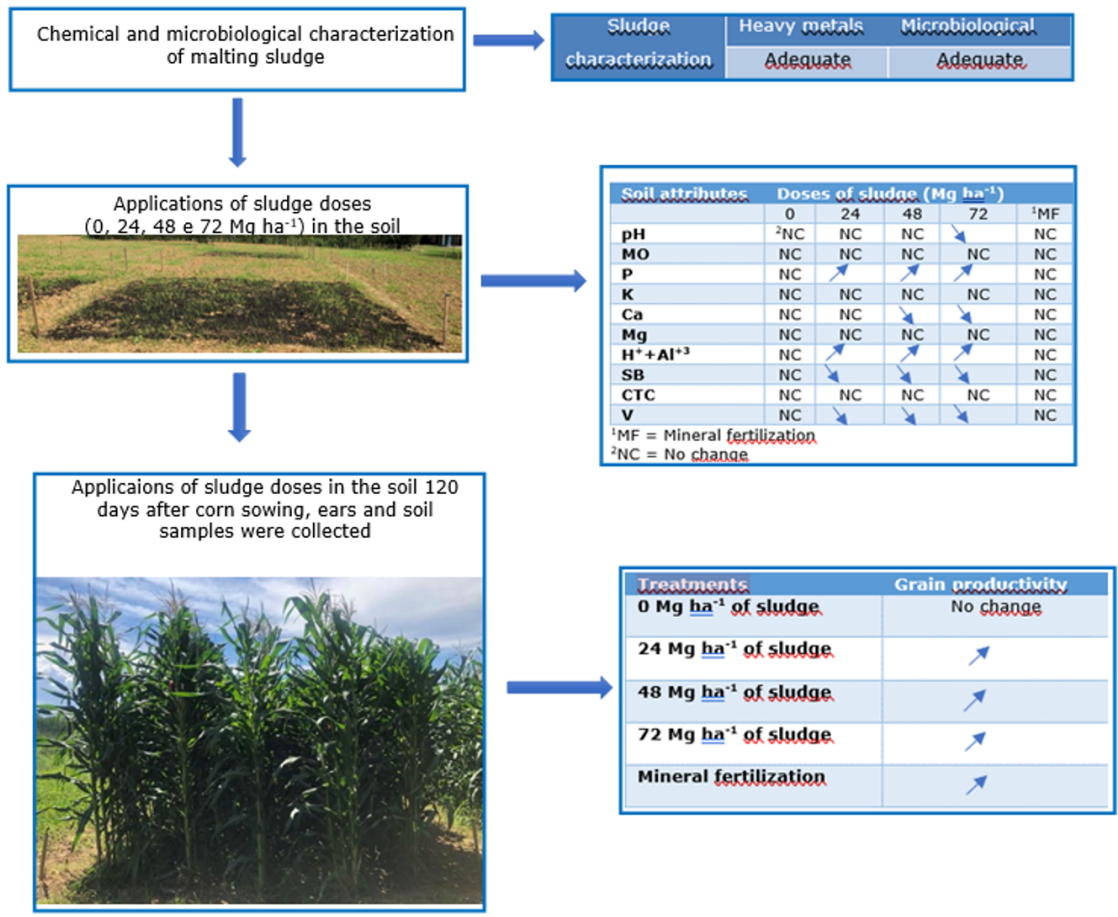 Chemical and microbiological characterization
of malting sludge
Sludge
characterization
Heavy metals Microbiological
Adequate Adequate
Applications of sludge doses
(0, 24, 48 e 72 Mg ha⁻¹) in the soil
Soil attributes Doses of sludge (Mg ha⁻¹)
0 24 48 72 ¹MF
pH ²NC NC NC ↘ NC
MO NC NC NC NC NC
P NC ↗ ↗ ↗ NC
K NC NC NC NC NC
Ca NC NC ↘ ↘ NC
Mg NC NC NC NC NC
H⁺+Al⁺³ NC ↗ ↗ ↗ NC
SB NC ↘ ↘ ↘ NC
CTC NC NC NC NC NC
V NC ↘ ↘ ↘ NC
¹MF = Mineral fertilization
²NC = No change
Applicaions of sludge doses in the soil 120
days after corn sowing, ears and soil
samples were collected
Treatments Grain productivity
0 Mg ha⁻¹ of sludge No change
24 Mg ha⁻¹ of sludge ↗
48 Mg ha⁻¹ of sludge ↗
72 Mg ha⁻¹ of sludge ↗
Mineral fertilization ↗